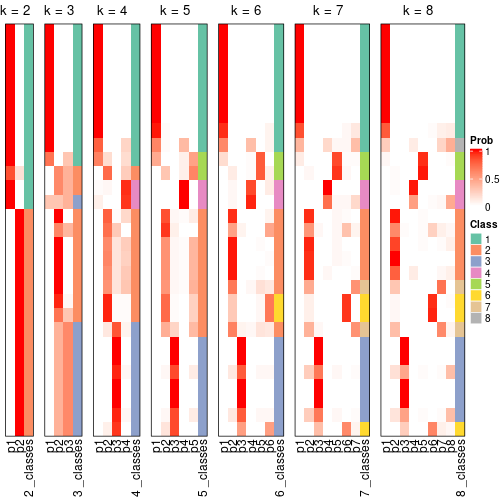 k = 2 k = 3 k = 4 k = 5 k = 6 k = 7 k = 8
Prob
1
0.5
0
Class
1
2
3
4
5
6
7
8
p1 p2 2_classes p1 p2 p3 3_classes p1 p2 p3 p4 4_classes p1 p2 p3 p4 p5 5_classes p1 p2 p3 p4 p5 p6 6_classes p1 p2 p3 p4 p5 p6 p7 7_classes p1 p2 p3 p4 p5 p6 p7 p8 8_classes